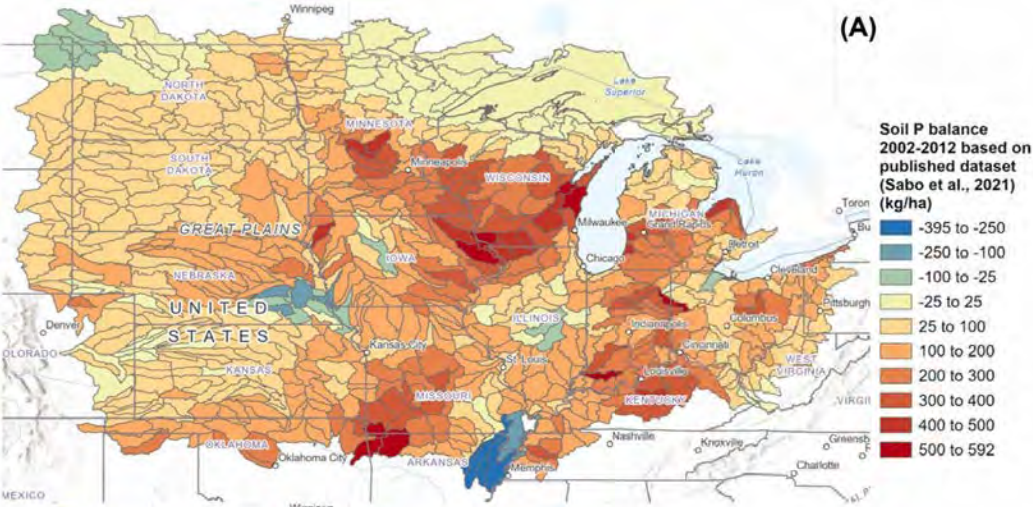 Winnipeg
(A)
NORTH
DAKOTA
Lake
Superior
MINNESOTA
Minneapolis
WISCONSIN
SOUTH
DAKOTA
Lake
Huron
Soil P balance
2002-2012 based on
published dataset
(Sabo et al., 2021)
(kg/ha)
-395 to -250
-250 to -100
-100 to -25
-25 to 25
25 to 100
100 to 200
200 to 300
300 to 400
400 to 500
500 to 592
Toron
Bu
GREAT PLAINS
Milwaukee
MICHIGAN
Grand Rapids
Detroit
IOWA
Chicago
Cleveland
NEBRASKA
UNITED
STATES
ILLINOIS
Pittsburgh
Denver
Indianapolis
Columbus
OLORADO
Kansas City
Cincinnati
St. Louis
WEST
VIRGINIA
KANSAS
Louisville
MISSOURI
KENTUCKY
VIRGII
OKLAHOMA
Oklahoma City
ARKANSAS
Memphis
Nashville
Knoxville
Greensb
Charlotte
MEXICO